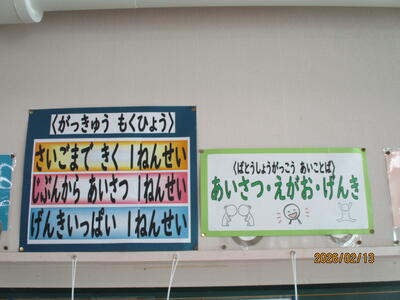 〈がっきゅう もくひょう〉
さいごまで きく 1ねんせい
じぶんから あいさつ 1ねんせい
げんきいっぱい 1ねんせい
〈ばとうしょうがっこう あいことば〉
あいさつ・えがお・げんき
2026/02/13